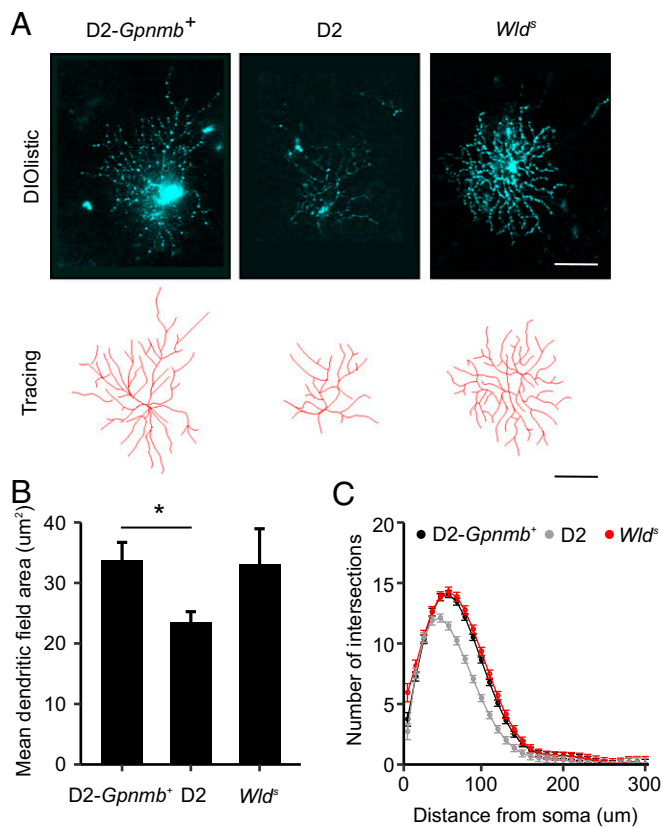 A
D2-Gpnmb⁺ D2 Wldˢ
DIOlistic
Tracing
B
*
Mean dendritic field area (um²)
40
30
20
10
0
D2-Gpnmb⁺ D2 Wldˢ
C
D2-Gpnmb⁺ D2 Wldˢ
Number of intersections
20
15
10
5
0
0 100 200 300
Distance from soma (um)